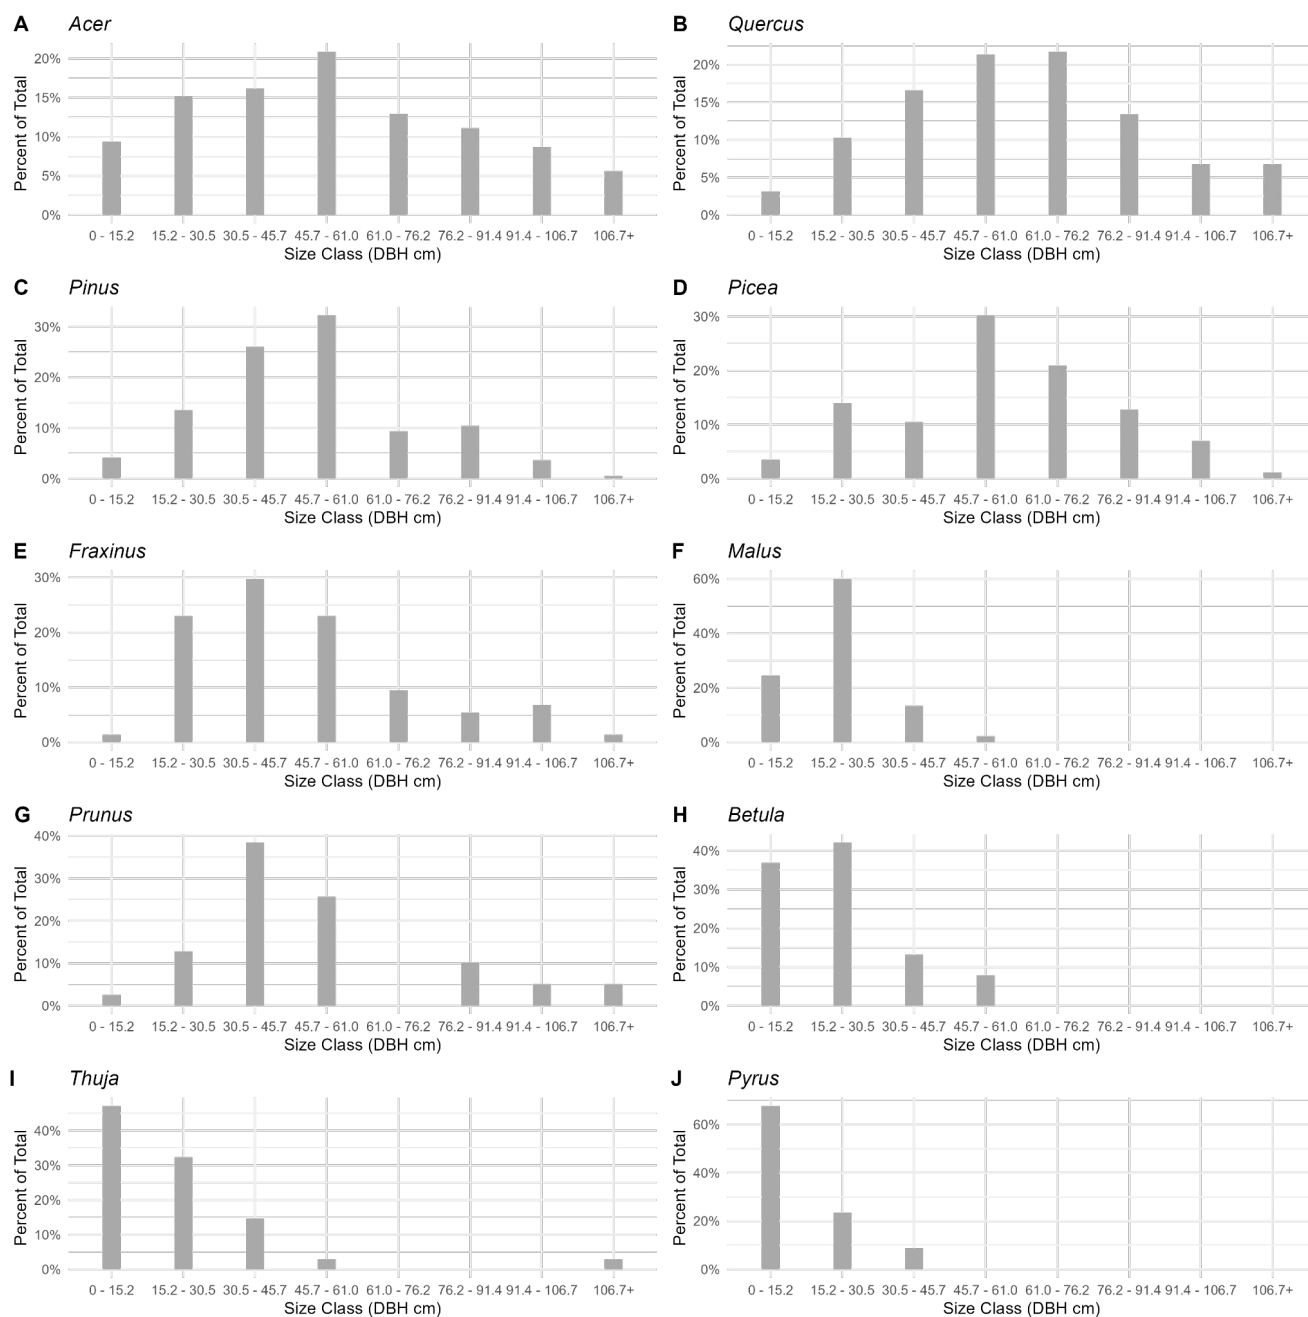 A Acer
Percent of Total
20%
15%
10%
5%
0%
0 - 15.2 15.2 - 30.5 30.5 - 45.7 45.7 - 61.0 61.0 - 76.2 76.2 - 91.4 91.4 - 106.7 106.7+
Size Class (DBH cm)
B Quercus
Percent of Total
20%
15%
10%
5%
0%
0 - 15.2 15.2 - 30.5 30.5 - 45.7 45.7 - 61.0 61.0 - 76.2 76.2 - 91.4 91.4 - 106.7 106.7+
Size Class (DBH cm)
C Pinus
Percent of Total
30%
20%
10%
0%
0 - 15.2 15.2 - 30.5 30.5 - 45.7 45.7 - 61.0 61.0 - 76.2 76.2 - 91.4 91.4 - 106.7 106.7+
Size Class (DBH cm)
D Picea
Percent of Total
30%
20%
10%
0%
0 - 15.2 15.2 - 30.5 30.5 - 45.7 45.7 - 61.0 61.0 - 76.2 76.2 - 91.4 91.4 - 106.7 106.7+
Size Class (DBH cm)
E Fraxinus
Percent of Total
30%
20%
10%
0%
0 - 15.2 15.2 - 30.5 30.5 - 45.7 45.7 - 61.0 61.0 - 76.2 76.2 - 91.4 91.4 - 106.7 106.7+
Size Class (DBH cm)
F Malus
Percent of Total
60%
40%
20%
0%
0 - 15.2 15.2 - 30.5 30.5 - 45.7 45.7 - 61.0 61.0 - 76.2 76.2 - 91.4 91.4 - 106.7 106.7+
Size Class (DBH cm)
G Prunus
Percent of Total
40%
30%
20%
10%
0%
0 - 15.2 15.2 - 30.5 30.5 - 45.7 45.7 - 61.0 61.0 - 76.2 76.2 - 91.4 91.4 - 106.7 106.7+
Size Class (DBH cm)
H Betula
Percent of Total
40%
30%
20%
10%
0%
0 - 15.2 15.2 - 30.5 30.5 - 45.7 45.7 - 61.0 61.0 - 76.2 76.2 - 91.4 91.4 - 106.7 106.7+
Size Class (DBH cm)
I Thuja
Percent of Total
40%
30%
20%
10%
0%
0 - 15.2 15.2 - 30.5 30.5 - 45.7 45.7 - 61.0 61.0 - 76.2 76.2 - 91.4 91.4 - 106.7 106.7+
Size Class (DBH cm)
J Pyrus
Percent of Total
60%
40%
20%
0%
0 - 15.2 15.2 - 30.5 30.5 - 45.7 45.7 - 61.0 61.0 - 76.2 76.2 - 91.4 91.4 - 106.7 106.7+
Size Class (DBH cm)